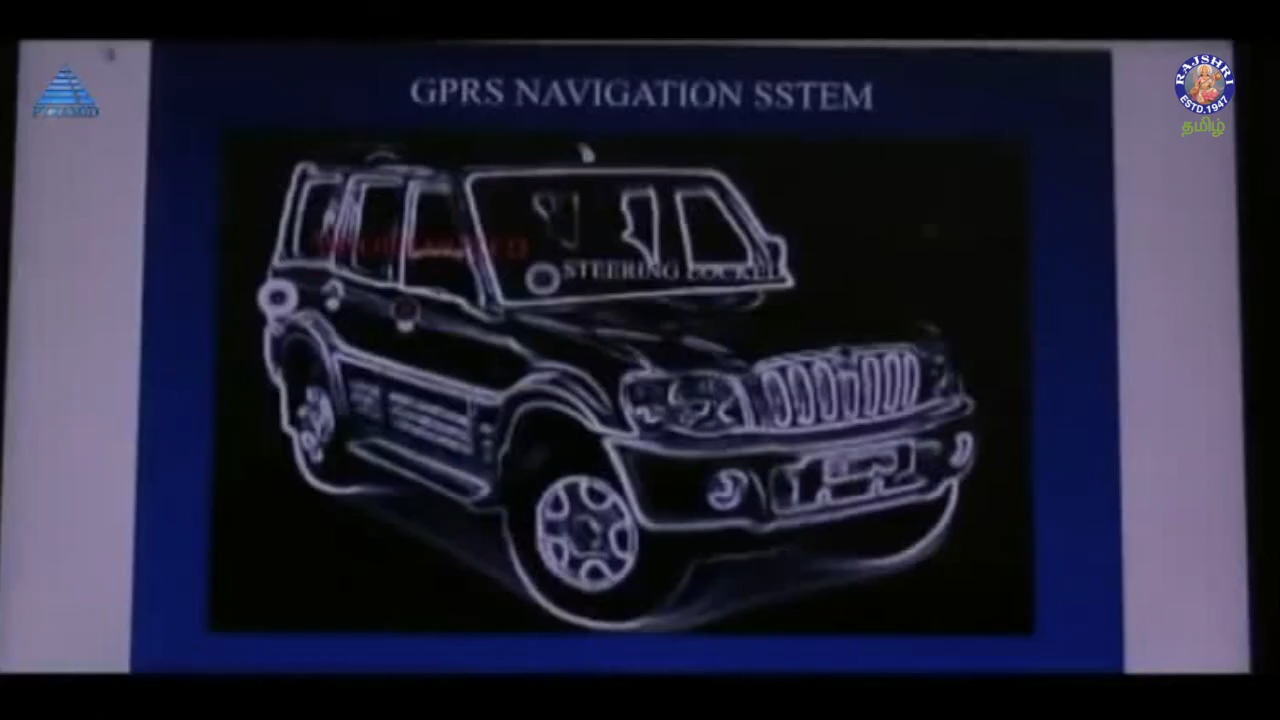 GPRS NAVIGATION SSTEM
RAJSHRI
ESTD.1947
தமிழ்
STEERING LOCKED